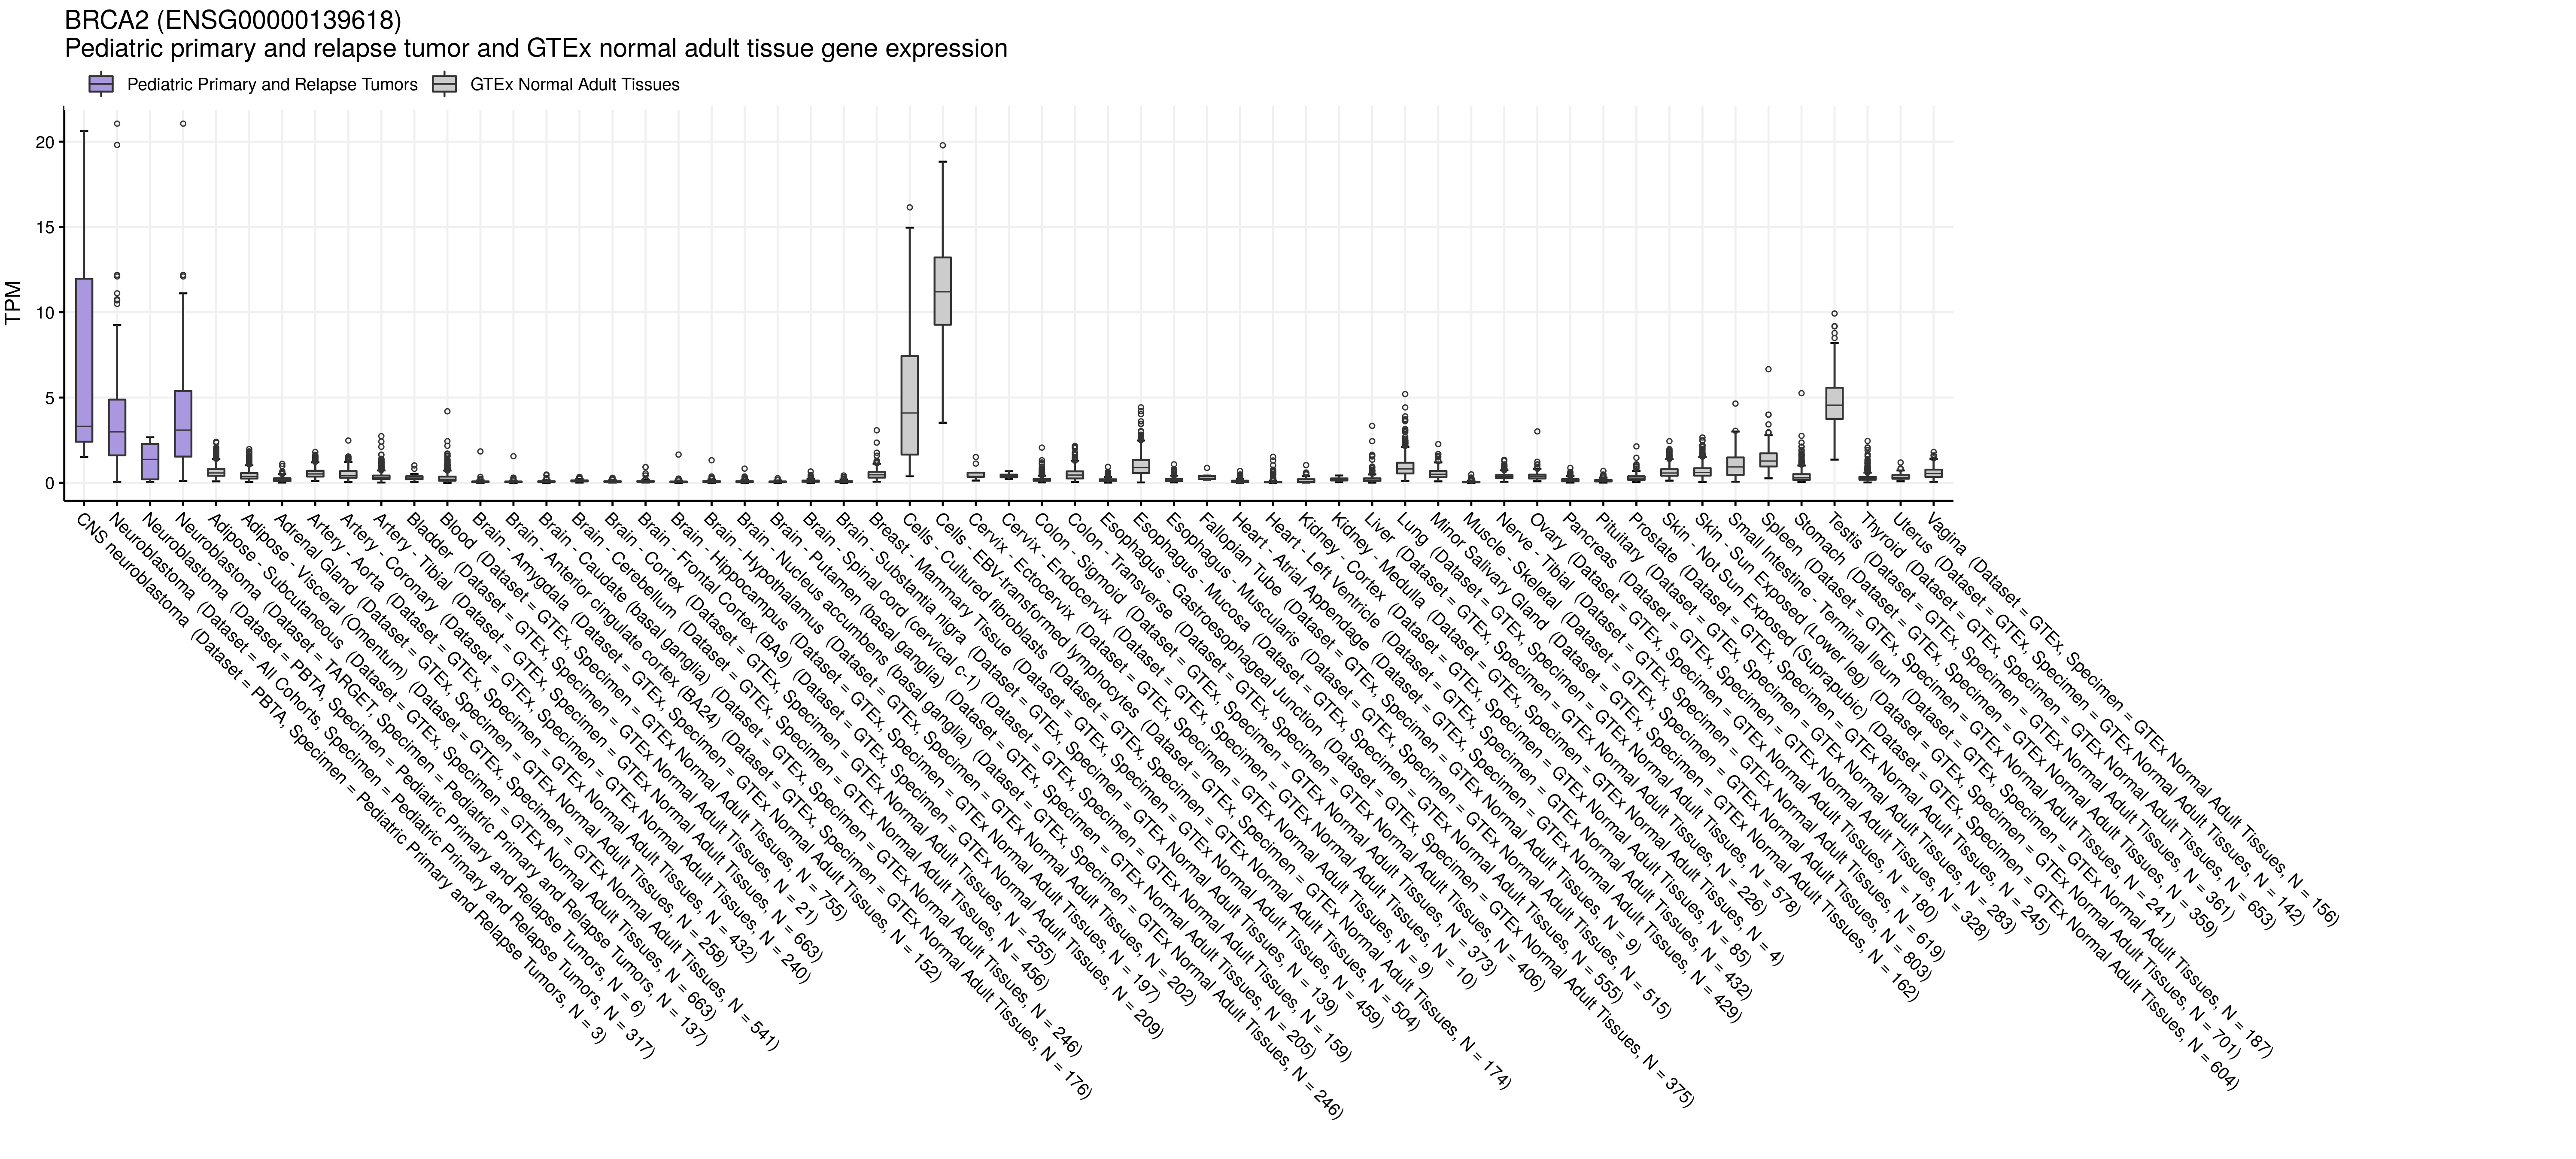 BRCA2 (ENSG00000139618)
Pediatric primary and relapse tumor and GTEx normal adult tissue gene expression
Pediatric Primary and Relapse Tumors
GTEx Normal Adult Tissues
TPM
20
15
10
5
0
CNS neuroblastoma (Dataset = PBTA, Specimen = Pediatric Primary and Relapse Tumors, N = 3)
Neuroblastoma (Dataset = All Cohorts, Specimen = Pediatric Primary and Relapse Tumors, N = 317)
Neuroblastoma (Dataset = PBTA, Specimen = Pediatric Primary and Relapse Tumors, N = 6)
Neuroblastoma (Dataset = TARGET, Specimen = Pediatric Primary and Relapse Tumors, N = 137)
Adipose - Subcutaneous (Dataset = GTEx, Specimen = GTEx Normal Adult Tissues, N = 663)
Adipose - Visceral (Omentum) (Dataset = GTEx, Specimen = GTEx Normal Adult Tissues, N = 541)
Adrenal Gland (Dataset = GTEx, Specimen = GTEx Normal Adult Tissues, N = 258)
Artery - Aorta (Dataset = GTEx, Specimen = GTEx Normal Adult Tissues, N = 432)
Artery - Coronary (Dataset = GTEx, Specimen = GTEx Normal Adult Tissues, N = 240)
Artery - Tibial (Dataset = GTEx, Specimen = GTEx Normal Adult Tissues, N = 663)
Bladder (Dataset = GTEx, Specimen = GTEx Normal Adult Tissues, N = 21)
Blood (Dataset = GTEx, Specimen = GTEx Normal Adult Tissues, N = 755)
Brain - Amygdala (Dataset = GTEx, Specimen = GTEx Normal Adult Tissues, N = 152)
Brain - Anterior cingulate cortex (BA24) (Dataset = GTEx, Specimen = GTEx Normal Adult Tissues, N = 176)
Brain - Caudate (basal ganglia) (Dataset = GTEx, Specimen = GTEx Normal Adult Tissues, N = 246)
Brain - Cerebellum (Dataset = GTEx, Specimen = GTEx Normal Adult Tissues, N = 456)
Brain - Cortex (Dataset = GTEx, Specimen = GTEx Normal Adult Tissues, N = 255)
Brain - Frontal Cortex (BA9) (Dataset = GTEx, Specimen = GTEx Normal Adult Tissues, N = 209)
Brain - Hippocampus (Dataset = GTEx, Specimen = GTEx Normal Adult Tissues, N = 197)
Brain - Hypothalamus (Dataset = GTEx, Specimen = GTEx Normal Adult Tissues, N = 202)
Brain - Nucleus accumbens (basal ganglia) (Dataset = GTEx, Specimen = GTEx Normal Adult Tissues, N = 246)
Brain - Putamen (basal ganglia) (Dataset = GTEx, Specimen = GTEx Normal Adult Tissues, N = 205)
Brain - Spinal cord (cervical c-1) (Dataset = GTEx, Specimen = GTEx Normal Adult Tissues, N = 159)
Brain - Substantia nigra (Dataset = GTEx, Specimen = GTEx Normal Adult Tissues, N = 139)
Breast - Mammary Tissue (Dataset = GTEx, Specimen = GTEx Normal Adult Tissues, N = 459)
Cells - Cultured fibroblasts (Dataset = GTEx, Specimen = GTEx Normal Adult Tissues, N = 504)
Cells - EBV-transformed lymphocytes (Dataset = GTEx, Specimen = GTEx Normal Adult Tissues, N = 174)
Cervix - Ectocervix (Dataset = GTEx, Specimen = GTEx Normal Adult Tissues, N = 9)
Cervix - Endocervix (Dataset = GTEx, Specimen = GTEx Normal Adult Tissues, N = 10)
Colon - Sigmoid (Dataset = GTEx, Specimen = GTEx Normal Adult Tissues, N = 373)
Colon - Transverse (Dataset = GTEx, Specimen = GTEx Normal Adult Tissues, N = 406)
Esophagus - Gastroesophageal Junction (Dataset = GTEx, Specimen = GTEx Normal Adult Tissues, N = 375)
Esophagus - Mucosa (Dataset = GTEx, Specimen = GTEx Normal Adult Tissues, N = 555)
Esophagus - Muscularis (Dataset = GTEx, Specimen = GTEx Normal Adult Tissues, N = 515)
Fallopian Tube (Dataset = GTEx, Specimen = GTEx Normal Adult Tissues, N = 9)
Heart - Atrial Appendage (Dataset = GTEx, Specimen = GTEx Normal Adult Tissues, N = 429)
Heart - Left Ventricle (Dataset = GTEx, Specimen = GTEx Normal Adult Tissues, N = 432)
Kidney - Cortex (Dataset = GTEx, Specimen = GTEx Normal Adult Tissues, N = 85)
Kidney - Medulla (Dataset = GTEx, Specimen = GTEx Normal Adult Tissues, N = 4)
Liver (Dataset = GTEx, Specimen = GTEx Normal Adult Tissues, N = 226)
Lung (Dataset = GTEx, Specimen = GTEx Normal Adult Tissues, N = 578)
Minor Salivary Gland (Dataset = GTEx, Specimen = GTEx Normal Adult Tissues, N = 162)
Muscle - Skeletal (Dataset = GTEx, Specimen = GTEx Normal Adult Tissues, N = 803)
Nerve - Tibial (Dataset = GTEx, Specimen = GTEx Normal Adult Tissues, N = 619)
Ovary (Dataset = GTEx, Specimen = GTEx Normal Adult Tissues, N = 180)
Pancreas (Dataset = GTEx, Specimen = GTEx Normal Adult Tissues, N = 328)
Pituitary (Dataset = GTEx, Specimen = GTEx Normal Adult Tissues, N = 283)
Prostate (Dataset = GTEx, Specimen = GTEx Normal Adult Tissues, N = 245)
Skin - Not Sun Exposed (Suprapubic) (Dataset = GTEx, Specimen = GTEx Normal Adult Tissues, N = 604)
Skin - Sun Exposed (Lower leg) (Dataset = GTEx, Specimen = GTEx Normal Adult Tissues, N = 701)
Small Intestine - Terminal Ileum (Dataset = GTEx, Specimen = GTEx Normal Adult Tissues, N = 187)
Spleen (Dataset = GTEx, Specimen = GTEx Normal Adult Tissues, N = 241)
Stomach (Dataset = GTEx, Specimen = GTEx Normal Adult Tissues, N = 359)
Testis (Dataset = GTEx, Specimen = GTEx Normal Adult Tissues, N = 361)
Thyroid (Dataset = GTEx, Specimen = GTEx Normal Adult Tissues, N = 653)
Uterus (Dataset = GTEx, Specimen = GTEx Normal Adult Tissues, N = 142)
Vagina (Dataset = GTEx, Specimen = GTEx Normal Adult Tissues, N = 156)